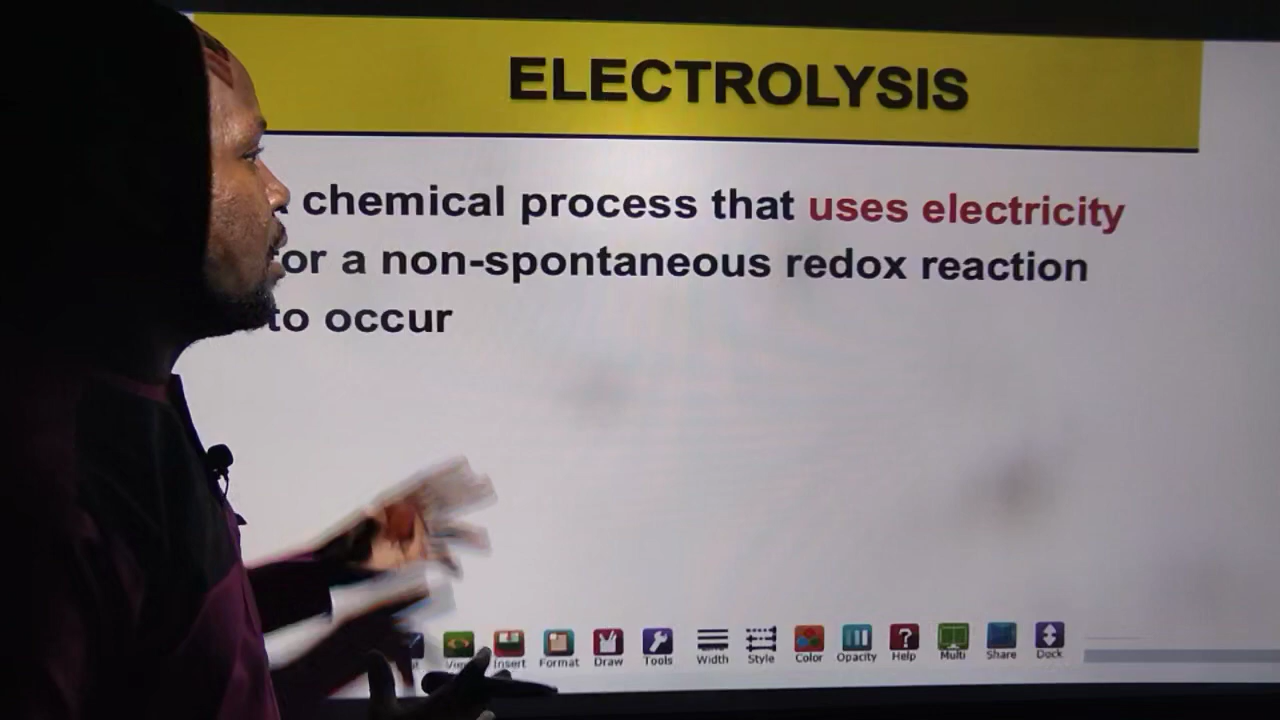 ELECTROLYSIS
chemical process that uses electricity
or a non-spontaneous redox reaction
to occur
Insert Format Draw Tools Width Style Color Opacity Help Multi Share Dock